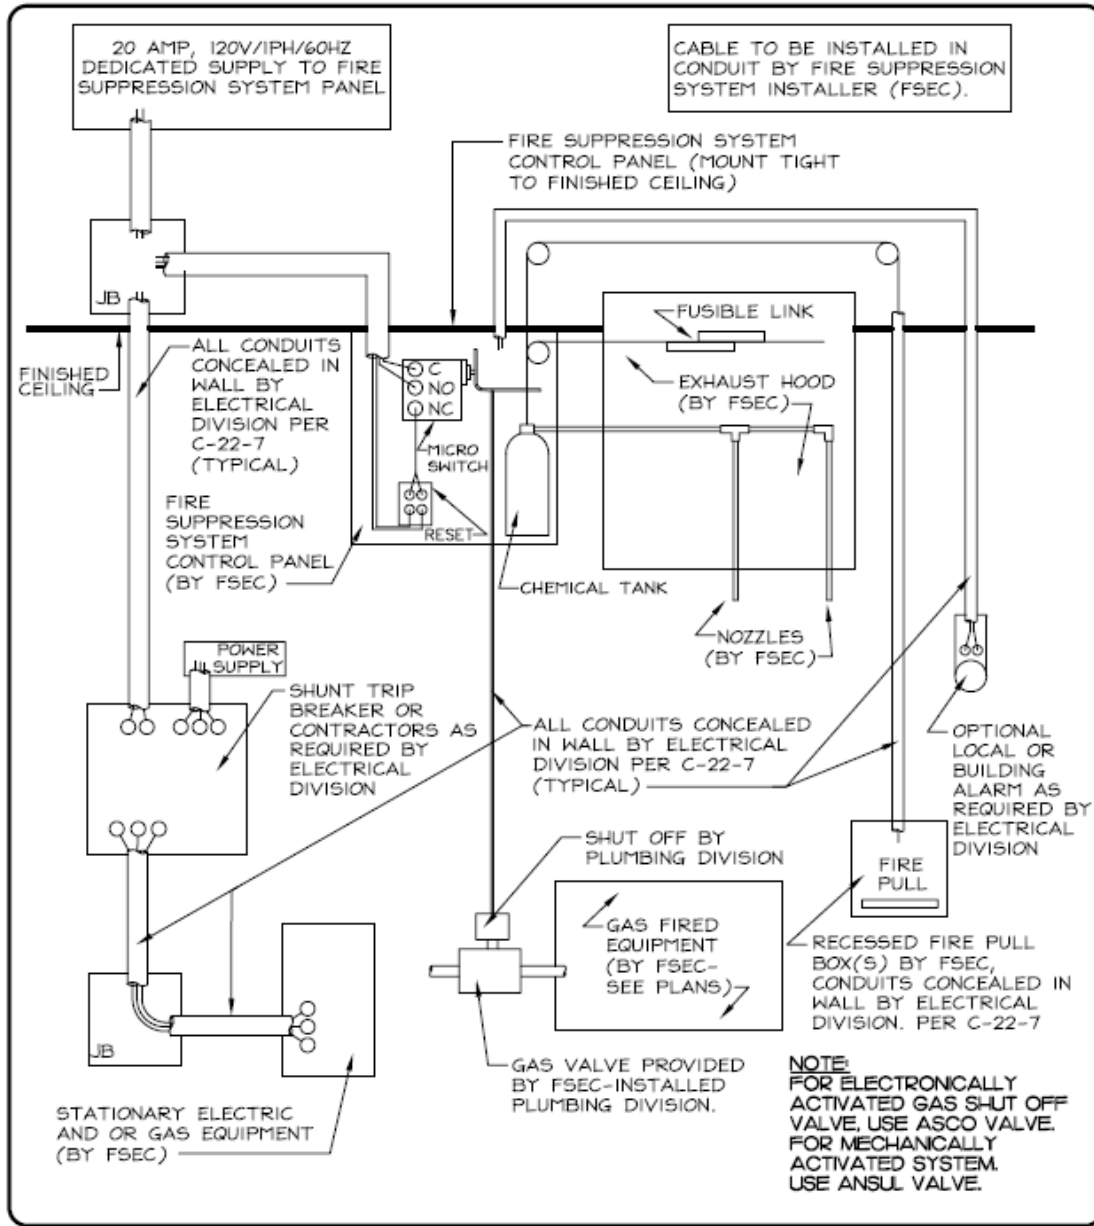 20 AMP, 120V/1PH/60HZ
DEDICATED SUPPLY TO FIRE
SUPPRESSION SYSTEM PANEL
CABLE TO BE INSTALLED IN
CONDUIT BY FIRE SUPPRESSION
SYSTEM INSTALLER (FSEC).
FIRE SUPPRESSION SYSTEM
CONTROL PANEL (MOUNT TIGHT
TO FINISHED CEILING)
JB
FINISHED
CEILING
ALL CONDUITS
CONCEALED IN
WALL BY
ELECTRICAL
DIVISION PER
C-22-7
(TYPICAL)
C
NO
NC
MICRO
SWITCH
RESET
FUSIBLE LINK
EXHAUST HOOD
(BY FSEC)
FIRE
SUPPRESSION
SYSTEM
CONTROL PANEL
(BY FSEC)
CHEMICAL TANK
NOZZLES
(BY FSEC)
POWER
SUPPLY
SHUNT TRIP
BREAKER OR
CONTRACTORS AS
REQUIRED BY
ELECTRICAL
DIVISION
ALL CONDUITS CONCEALED
IN WALL BY ELECTRICAL
DIVISION PER C-22-7
(TYPICAL)
OPTIONAL
LOCAL OR
BUILDING
ALARM AS
REQUIRED BY
ELECTRICAL
DIVISION
SHUT OFF BY
PLUMBING DIVISION
FIRE
PULL
GAS FIRED
EQUIPMENT
(BY FSEC-
SEE PLANS)
RECESSED FIRE PULL
BOX(S) BY FSEC,
CONDUITS CONCEALED IN
WALL BY ELECTRICAL
DIVISION. PER C-22-7
JB
GAS VALVE PROVIDED
BY FSEC-INSTALLED
PLUMBING DIVISION.
STATIONARY ELECTRIC
AND OR GAS EQUIPMENT
(BY FSEC)
NOTE:
FOR ELECTRONICALLY
ACTIVATED GAS SHUT OFF
VALVE, USE ASCO VALVE.
FOR MECHANICALLY
ACTIVATED SYSTEM.
USE ANSUL VALVE.